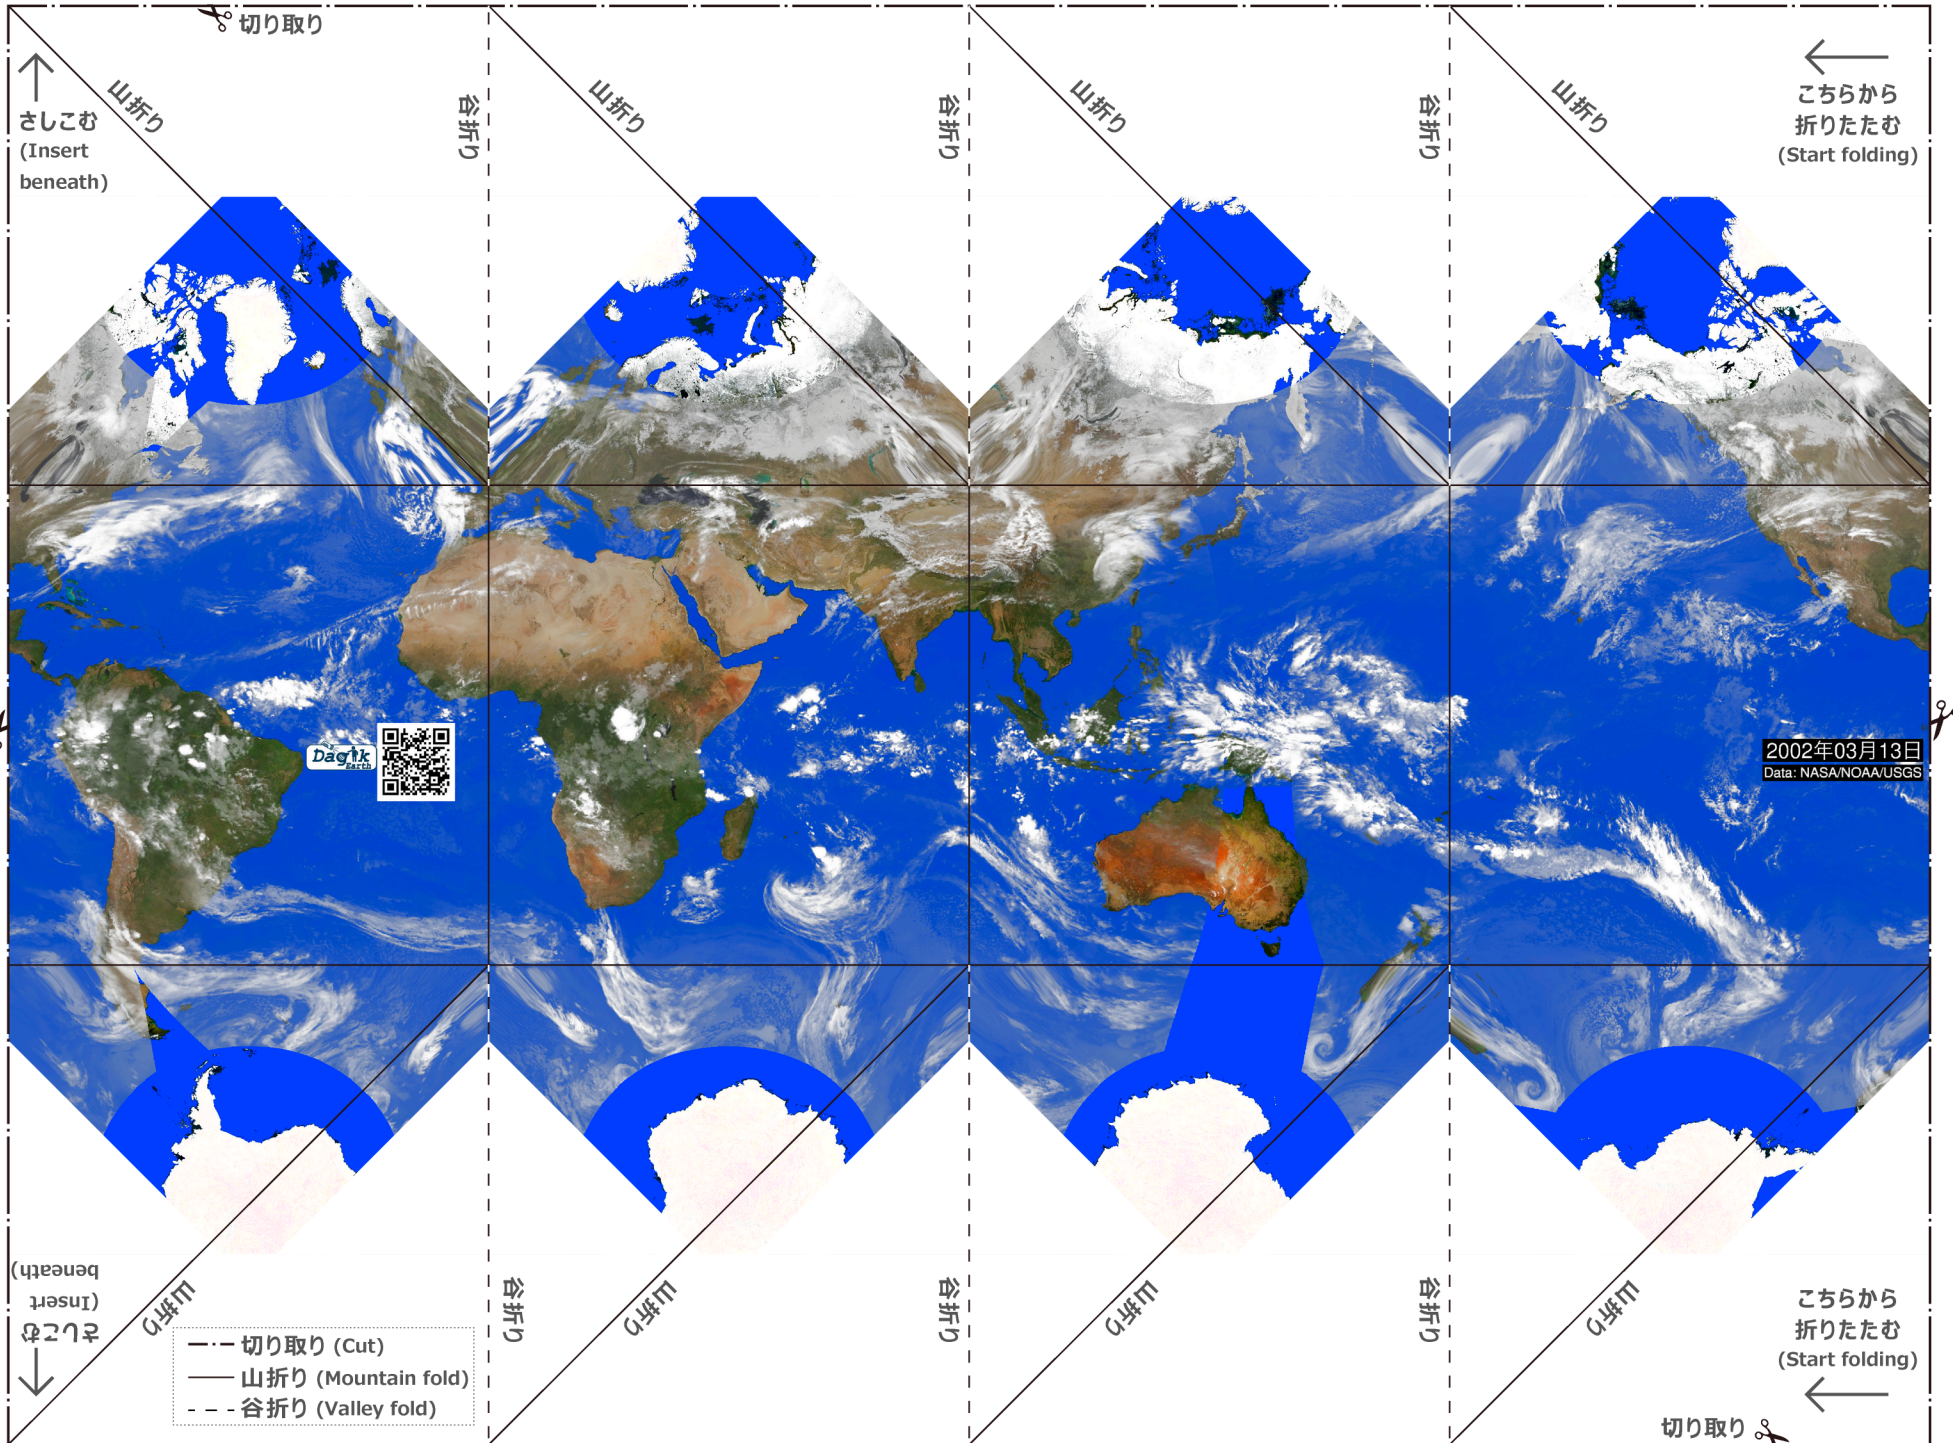 切り取り
山折り
山折り
山折り
山折り
谷折り
谷折り
谷折り
さしこむ
(Insert
beneath)
こちらから
折りたたむ
(Start folding)
Dagik
Earth
2002年03月13日
Data: NASA/NOAA/USGS
さしこむ
(Insert
beneath)
山折り
山折り
山折り
山折り
谷折り
谷折り
谷折り
こちらから
折りたたむ
(Start folding)
切り取り (Cut)
山折り (Mountain fold)
谷折り (Valley fold)
切り取り